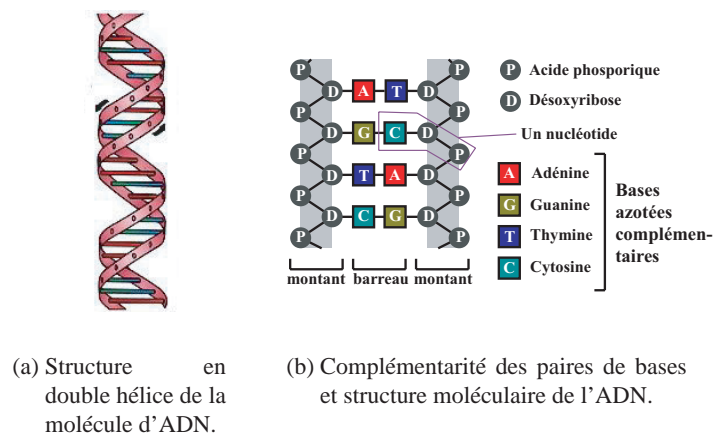 P P
P Acide phosporique
D A T D
D Désoxyribose
P P
D G C D
Un nucléotide
P P
D T A D
A Adénine
P P
G Guanine
D C G D
T Thymine
P P
C Cytosine
Bases
azotées
complémen-
taires
montant barreau montant
(a) Structure en
double hélice de la
molécule d'ADN.
(b) Complémentarité des paires de bases
et structure moléculaire de l'ADN.